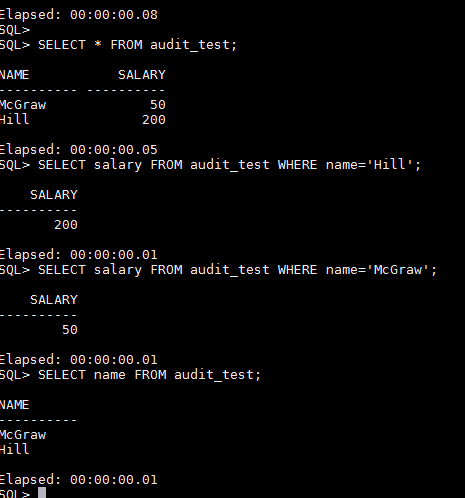 Elapsed: 00:00:00.08
SQL>
SQL> SELECT * FROM audit_test;
NAME SALARY
---------- ----------
McGraw 50
Hill 200
Elapsed: 00:00:00.05
SQL> SELECT salary FROM audit_test WHERE name='Hill';
SALARY
----------
200
Elapsed: 00:00:00.01
SQL> SELECT salary FROM audit_test WHERE name='McGraw';
SALARY
----------
50
Elapsed: 00:00:00.01
SQL> SELECT name FROM audit_test;
NAME
----------
McGraw
Hill
Elapsed: 00:00:00.01
SQL>